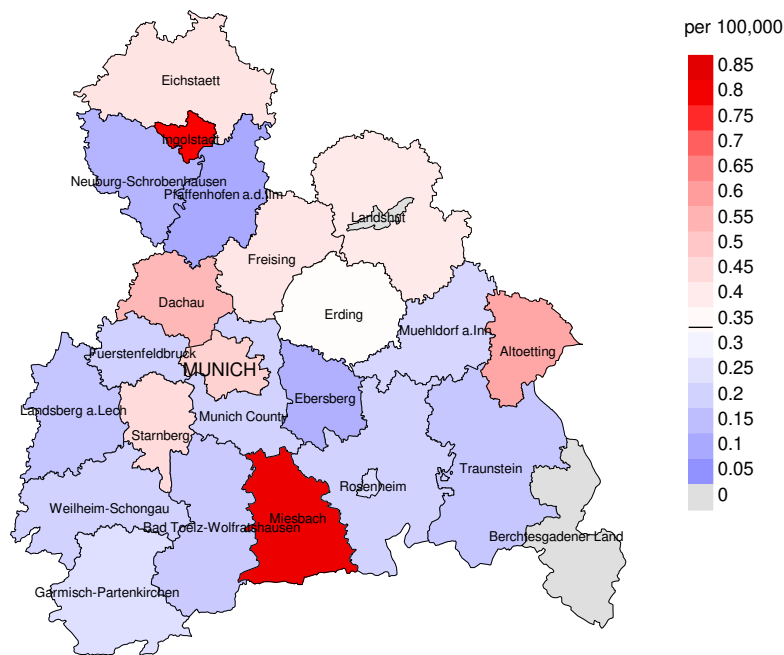 per 100,000
0.85
0.8
0.75
0.7
0.65
0.6
0.55
0.5
0.45
0.4
0.35
0.3
0.25
0.2
0.15
0.1
0.05
0
Eichstaett
Ingolstadt
Neuburg-Schrobenhausen
Pfaffenhofen a.d.Ilm
Landshut
Freising
Dachau
Erding
Muehldorf a.Inn
Altoetting
Fuerstenfeldbruck
MUNICH
Ebersberg
Landsberg a.Lech
Munich County
Starnberg
Traunstein
Rosenheim
Weilheim-Schongau
Miesbach
Bad Toelz-Wolfratshausen
Berchtesgadener Land
Garmisch-Partenkirchen